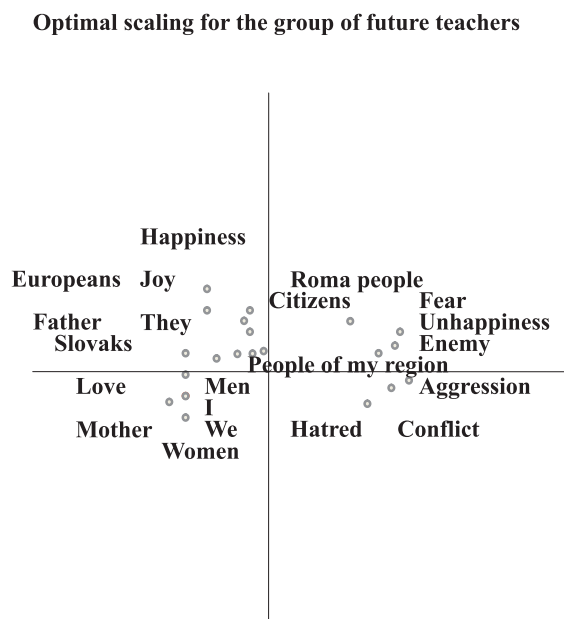 Optimal scaling for the group of future teachers
Happiness
Europeans Joy Roma people
Citizens Fear
Father They Unhappiness
Slovaks Enemy
People of my region
Love Men Aggression
I
Mother We Hatred Conflict
Women